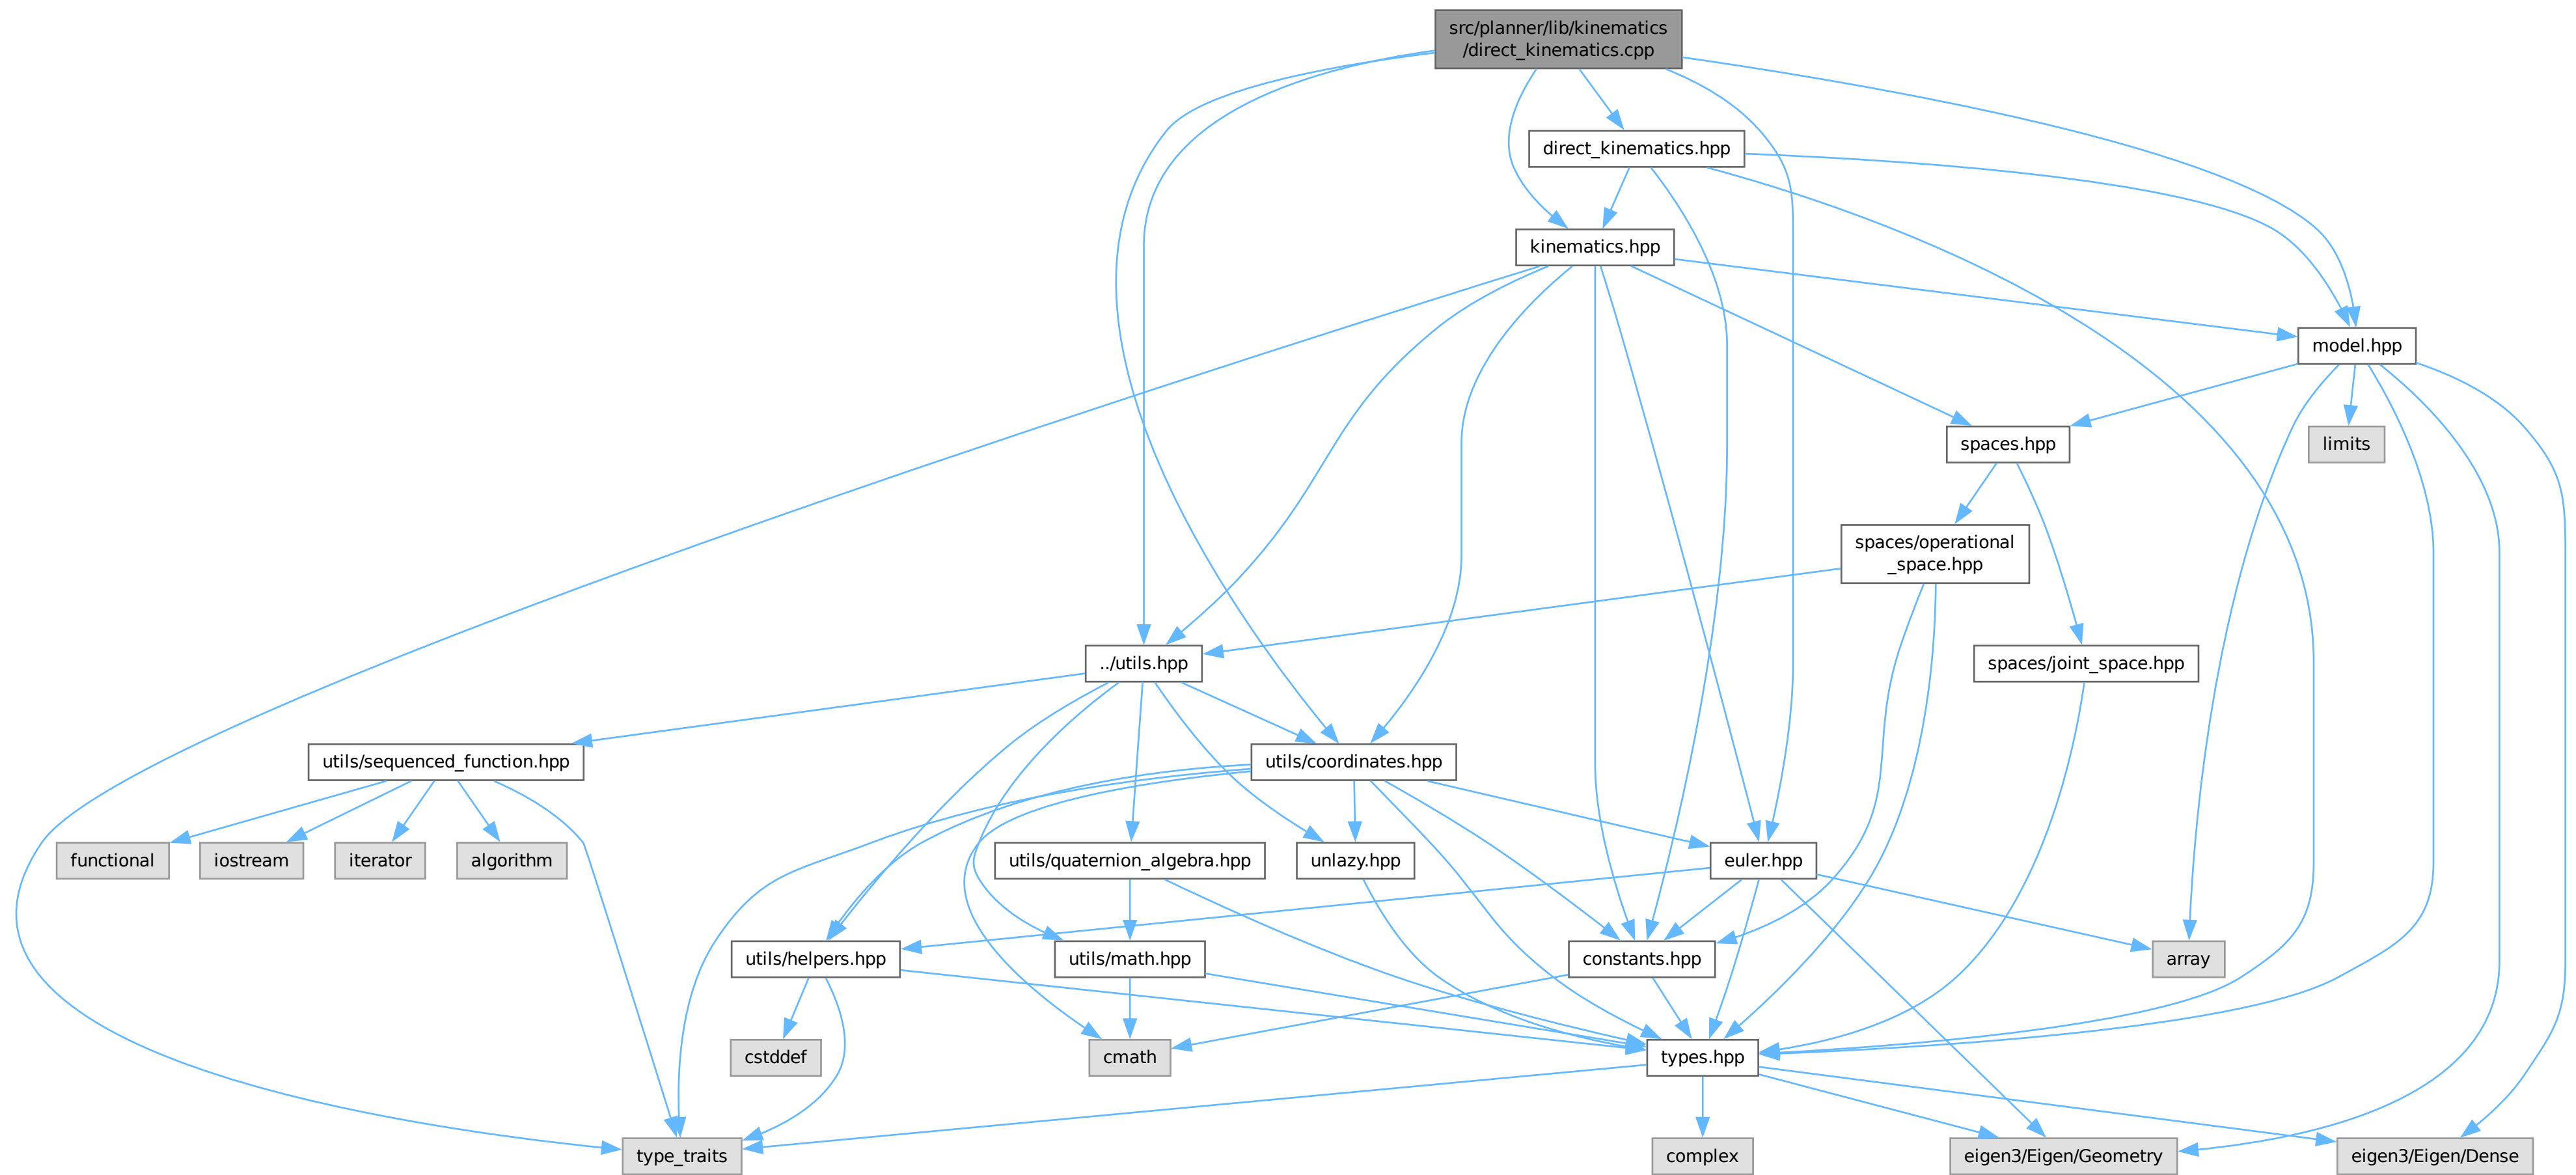 src/planner/lib/kinematics
/direct_kinematics.cpp
direct_kinematics.hpp
kinematics.hpp
model.hpp
spaces.hpp
limits
spaces/operational
_space.hpp
../utils.hpp
spaces/joint_space.hpp
utils/sequenced_function.hpp
utils/coordinates.hpp
functional
iostream
iterator
algorithm
utils/quaternion_algebra.hpp
unlazy.hpp
euler.hpp
utils/helpers.hpp
utils/math.hpp
constants.hpp
array
cstddef
cmath
types.hpp
type_traits
complex
eigen3/Eigen/Geometry
eigen3/Eigen/Dense